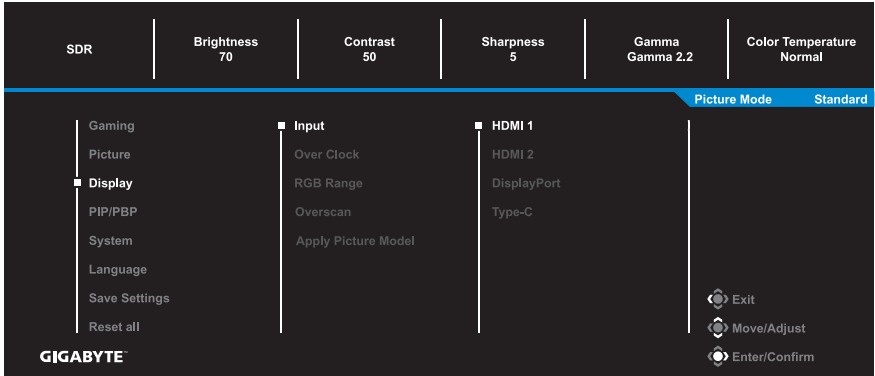 SDR
Brightness
70
Contrast
50
Sharpness
5
Gamma
Gamma 2.2
Color Temperature
Normal
Picture Mode Standard
Gaming
Picture
Display
PIP/PBP
System
Language
Save Settings
Reset all
Input
Over Clock
RGB Range
Overscan
Apply Picture Model
HDMI 1
HDMI 2
DisplayPort
Type-C
Exit
Move/Adjust
Enter/Confirm
GIGABYTE™